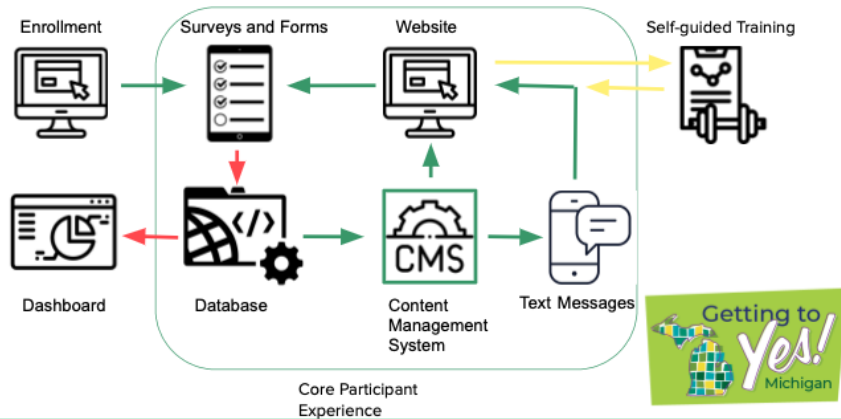 Enrollment
Surveys and Forms
Website
Self-guided Training
</>
CMS
Dashboard
Database
Content
Management
System
Text Messages
Getting to
Yes!
Michigan
Core Participant
Experience